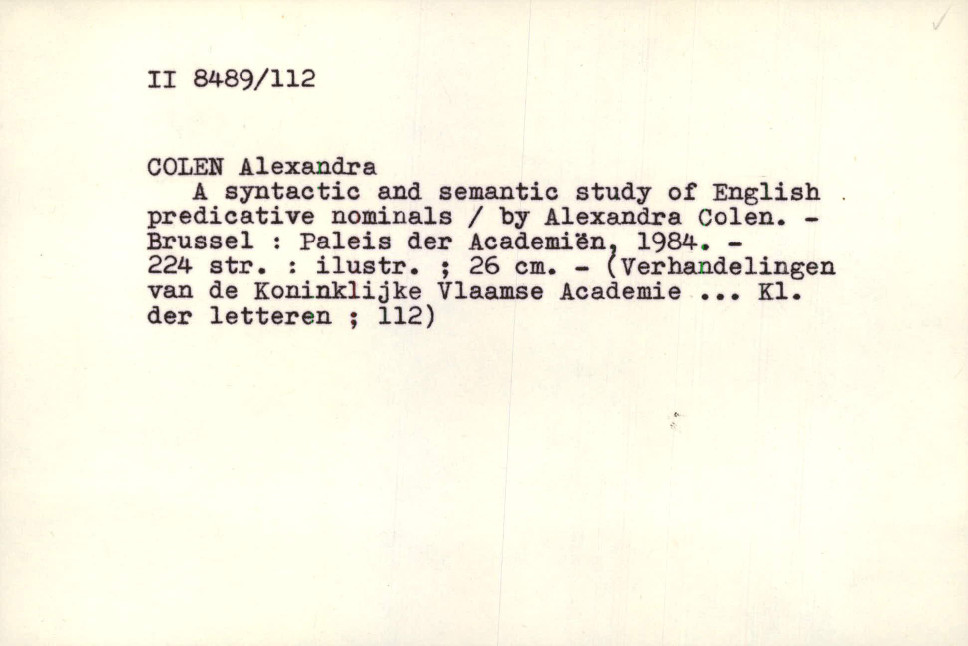 II 8489/112
COLEN Alexandra
A syntactic and semantic study of English
predicative nominals / by Alexandra Colen. -
Brussel : Paleis der Academiën, 1984. -
224 str. : ilustr. ; 26 cm. - (Verhandelingen
van de Koninklijke Vlaamse Academie ... Kl.
der letteren ; 112)